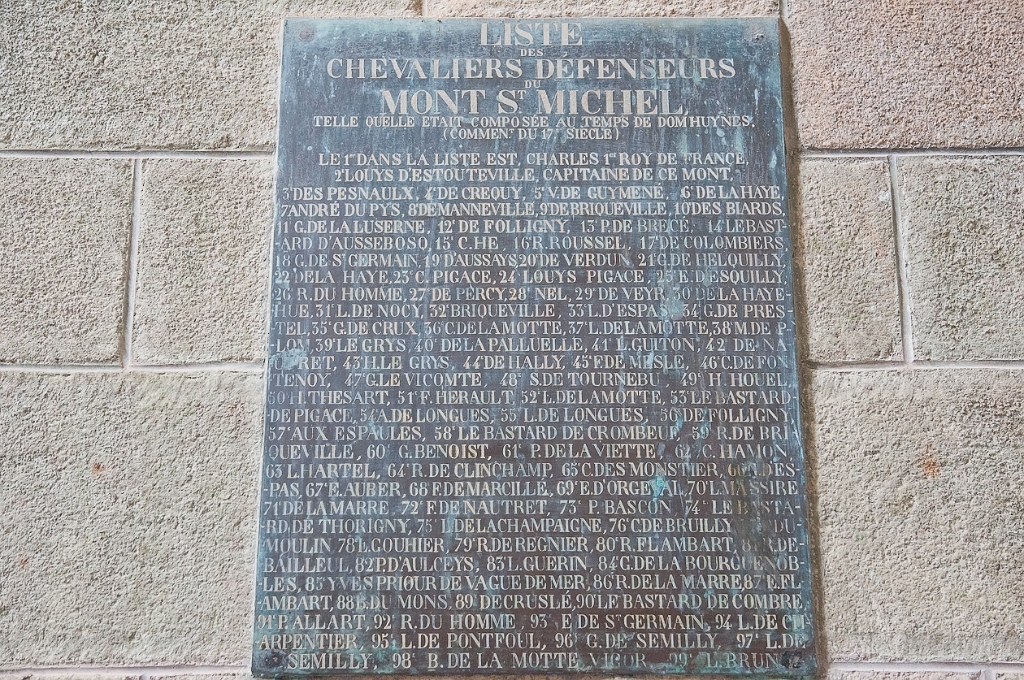 LISTE
DES
CHEVALIERS DÉFENSEURS
DU
MONT ST MICHEL
TELLE QUELLE ETAIT COMPOSÉE AU TEMPS DE DOM HUYNES.
(COMMENT DU 17E SIECLE)
LE 1R DANS LA LISTE EST, CHARLES 1ER ROY DE FRANCE.
2E LOUYS D'ESTOUTEVILLE, CAPITAINE DE CE MONT,
3E DES PESNAULX, 4E DE CREQUY, 5E V. DE GUYMENÉ, 6E DE LA HAYE,
7 ANDRÉ DU PYS, 8E DE MANNEVILLE, 9E DE BRIQUEVILLE, 10E DES BIARDS,
11E G. DE LA LUSERNE, 12E DE FOLLIGNY, 13E P. DE BRECÉ, 14E LE BAST-
-ARD D'AUSSEBOSQ, 15E C. HE, 16E R. ROUSSEL, 17E DE COLOMBIERS,
18E G. DE ST GERMAIN, 19E D'AUSSAYS 20E DE VERDUN, 21E G. DE HELQUILLY,
22E DE LA HAYE, 23E C. PIGACE, 24E LOUYS PIGACE, 25E E. D'ESQUILLY,
26E R. DU HOMME, 27E DE PERCY, 28E NEL, 29E DE VEYR, 30E DE LA HAYE
HUE, 31E L. DE NOCY, 32E BRIQUEVILLE, 33E L. D'ESPAS, 34E G. DE PRES-
-TEL, 35E G. DE CRUX, 36E C. DE LA MOTTE, 37E L. DE LA MOTTE, 38 M. DE P-
-LOM, 39E LE GRYS, 40E DE LA PALLUELLE, 41E L. GUITON, 42E DE NA-
-RET, 43E H. LE GRYS, 44E DE HALLY, 45E F. DE MESLE, 46E C. DE FON
TENOY, 47E G. LE VICOMTE, 48E S. DE TOURNEBU 49E H. HOUEL
50E H. THESART, 51E F. HERAULT, 52E L. DE LAMOTTE, 53E LE BASTARD
DE PIGACE, 54E A. DE LONGUES, 55E L. DE LONGUES, 56E DE FOLLIGNY
57E AUX ESPAULES, 58E LE BASTARD DE CROMBEUF, 59E R. DE BRI
QUEVILLE, 60E G. BENOIST, 61E P. DE LA VIETTE, 62E C. HAMON,
63 L. HARTEL, 64E R. DE CLINCHAMP, 65E C. DES MONSTIER, DES-
-PAS, 67E E. AUBER, 68E F. DE MARCILLÉ, 69E E. D'ORGEVAL, 70E L. MASSIRE
71E DE LA MARRE, 72E F. DE NAUTRET, 73E P. BASCON, 74E LE BASTA-
-RD DE THORIGNY, 75E L. DE LA CHAMPAIGNE, 76E C. DE BRUILLY DU-
-MOULIN 78E L. GOUHIER, 79E R. DE REGNIER, 80E R. FLAMBART, R. DE-
-BAILLEUL, 82E P. D'AULCEYS, 83E L. GUERIN, 84E G. DE LA BOURGUENOB-
-LES, 85E YVES PRIOUR DE VAGUE DE MER, 86E R. DE LA MARRE 87E E. FL
AMBART, 88E B. DU MONS, 89E DE CRUSLÉ, 90E LE BASTARD DE COMBRE
91E P. ALLART, 92E R. DU HOMME 93E E DE ST GERMAIN, 94E L. DE CH
ARPENTIER, 95E L. DE PONTFOUL, 96E G. DE SEMILLY, 97E L. DE
SEMILLY, 98E B. DE LA MOTTE VIGOR 99E L. BRUN